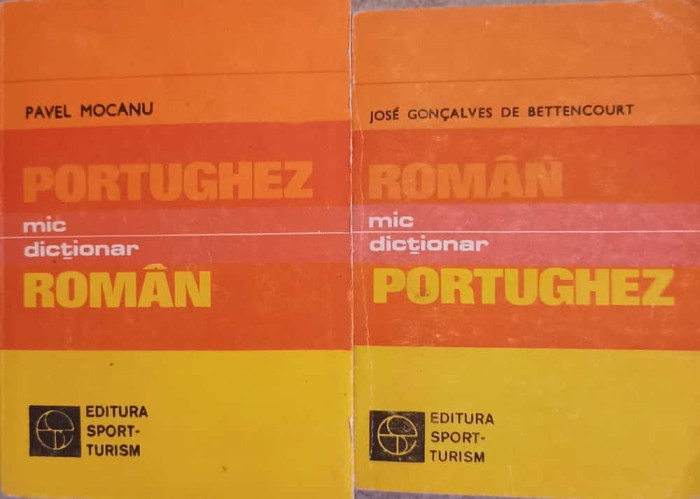 PAVEL MOCANU
PORTUGHEZ
mic
dicționar
ROMÂN
EDITURA
SPORT-
TURISM
JOSÉ GONÇALVES DE BETTENCOURT
ROMÂN
mic
dicționar
PORTUGHEZ
EDITURA
SPORT-
TURISM